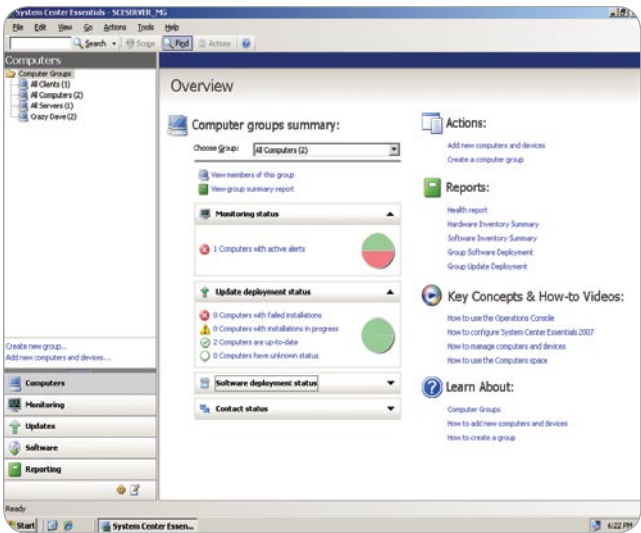 System Center Essentials - SCESERVER_MG
File Edit View Go Actions Tools Help
Search Scope Find Actions
Computers
Computer Groups
All Clients (1)
All Computers (2)
All Servers (1)
Crazy Dave (2)
Create new group...
Add new computers and devices...
Computers
Monitoring
Updates
Software
Reporting
Overview
Computer groups summary:
Choose Group: All Computers (2)
View members of this group
View group summary report
Monitoring status
1 Computers with active alerts
Update deployment status
0 Computers with failed installations
0 Computers with installations in progress
2 Computers are up-to-date
0 Computers have unknown status
Software deployment status
Contact status
Actions:
Add new computers and devices
Create a computer group
Reports:
Health report
Hardware Inventory Summary
Software Inventory Summary
Group Software Deployment
Group Update Deployment
Key Concepts & How-to Videos:
How to use the Operations Console
How to configure System Center Essentials 2007
How to manage computers and devices
How to use the Computers space
Learn About:
Computer Groups
How to add new computers and devices
How to create a group
Ready
Start System Center Essen... 6:22 PM